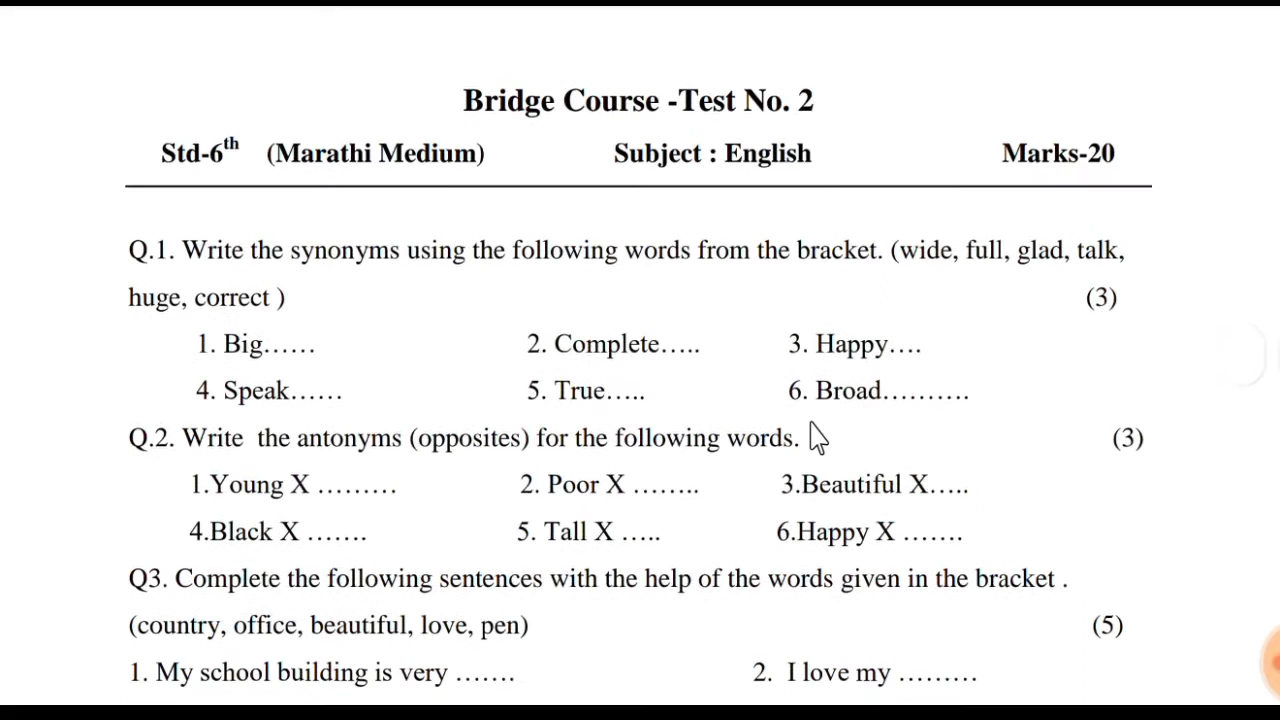 Bridge Course -Test No. 2
Std-6th (Marathi Medium) Subject : English Marks-20
Q.1. Write the synonyms using the following words from the bracket. (wide, full, glad, talk,
huge, correct ) (3)
1. Big...... 2. Complete..... 3. Happy....
4. Speak...... 5. True..... 6. Broad..........
Q.2. Write the antonyms (opposites) for the following words. (3)
1.Young X ......... 2. Poor X ........ 3.Beautiful X.....
4.Black X ....... 5. Tall X ..... 6.Happy X .......
Q3. Complete the following sentences with the help of the words given in the bracket .
(country, office, beautiful, love, pen) (5)
1. My school building is very ....... 2. I love my .........